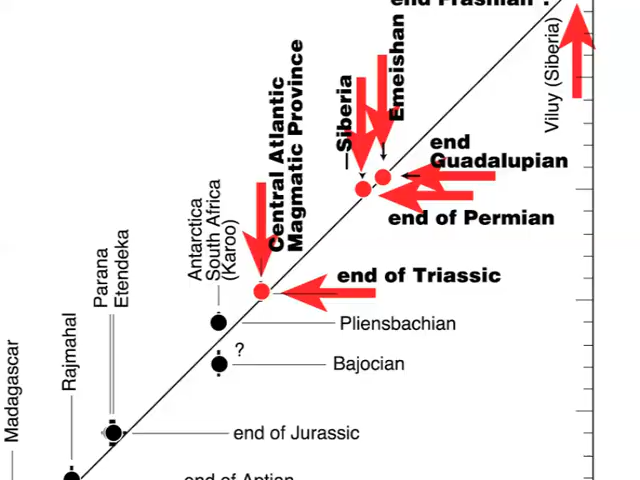 end Frasnian ?
Viluy (Siberia)
Emeishan
Siberia
end
Guadalupian
end of Permian
Central Atlantic
Magmatic Province
end of Triassic
Antarctica
South Africa
(Karoo)
Pliensbachian
?
Bajocian
Parana
Etendeka
end of Jurassic
Rajmahal
Madagascar
end of Aptian